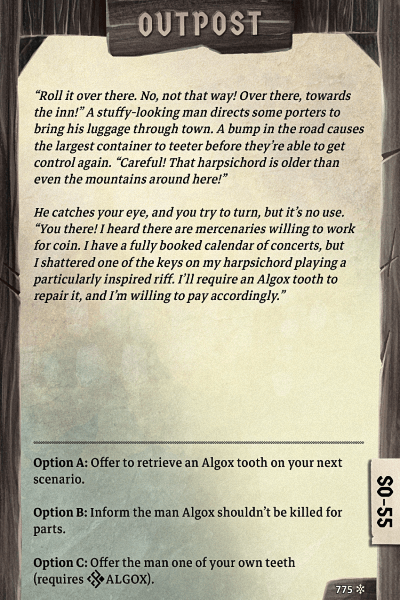 OUTPOST
“Roll it over there. No, not that way! Over there, towards
the inn!” A stuffy-looking man directs some porters to
bring his luggage through town. A bump in the road causes
the largest container to teeter before they’re able to get
control again. “Careful! That harpsichord is older than
even the mountains around here!”
He catches your eye, and you try to turn, but it’s no use.
“You there! I heard there are mercenaries willing to work
for coin. I have a fully booked calendar of concerts, but
I shattered one of the keys on my harpsichord playing a
particularly inspired riff. I’ll require an Algox tooth to
repair it, and I’m willing to pay accordingly.”
Option A: Offer to retrieve an Algox tooth on your next
scenario.
Option B: Inform the man Algox shouldn’t be killed for
parts.
Option C: Offer the man one of your own teeth
(requires ALGOX).
SO-55
775